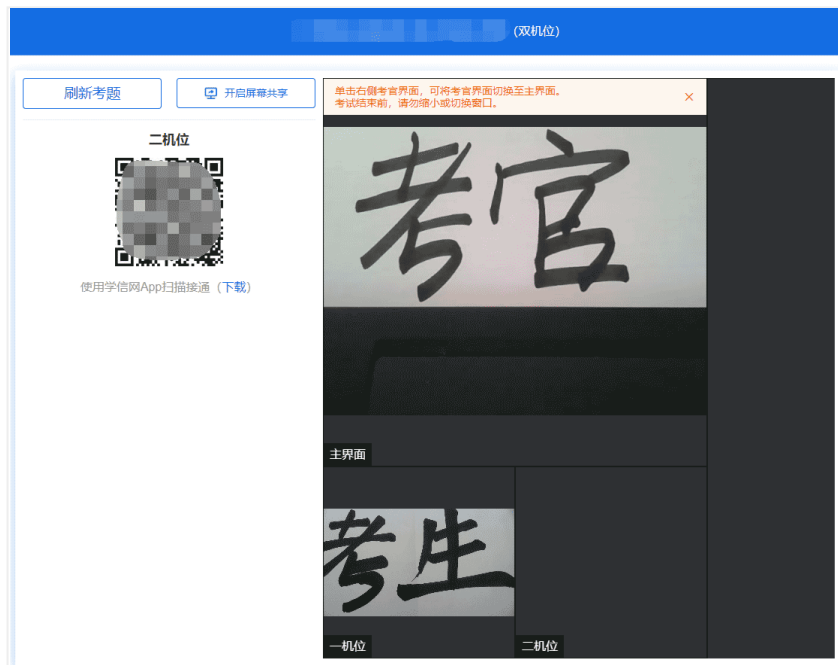 (双机位)
刷新考题
开启屏幕共享
二机位
使用学信网App扫描接通（下载）
单击右侧考官界面，可将考官界面切换至主界面。
考试结束前，请勿缩小或切换窗口。
考官
主界面
考生
一机位
二机位